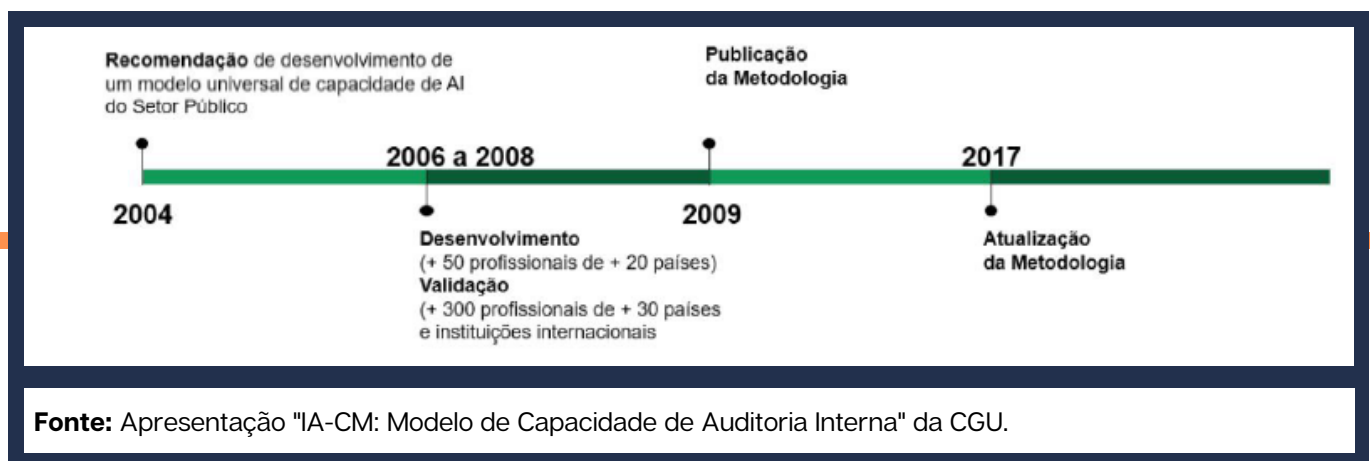 Recomendação de desenvolvimento de
um modelo universal de capacidade de AI
do Setor Público
Publicação
da Metodologia
2006 a 2008
2017
2004
2009
Desenvolvimento
(+ 50 profissionais de + 20 países)
Validação
(+ 300 profissionais de + 30 países
e instituições internacionais
Atualização
da Metodologia
Fonte: Apresentação "IA-CM: Modelo de Capacidade de Auditoria Interna" da CGU.